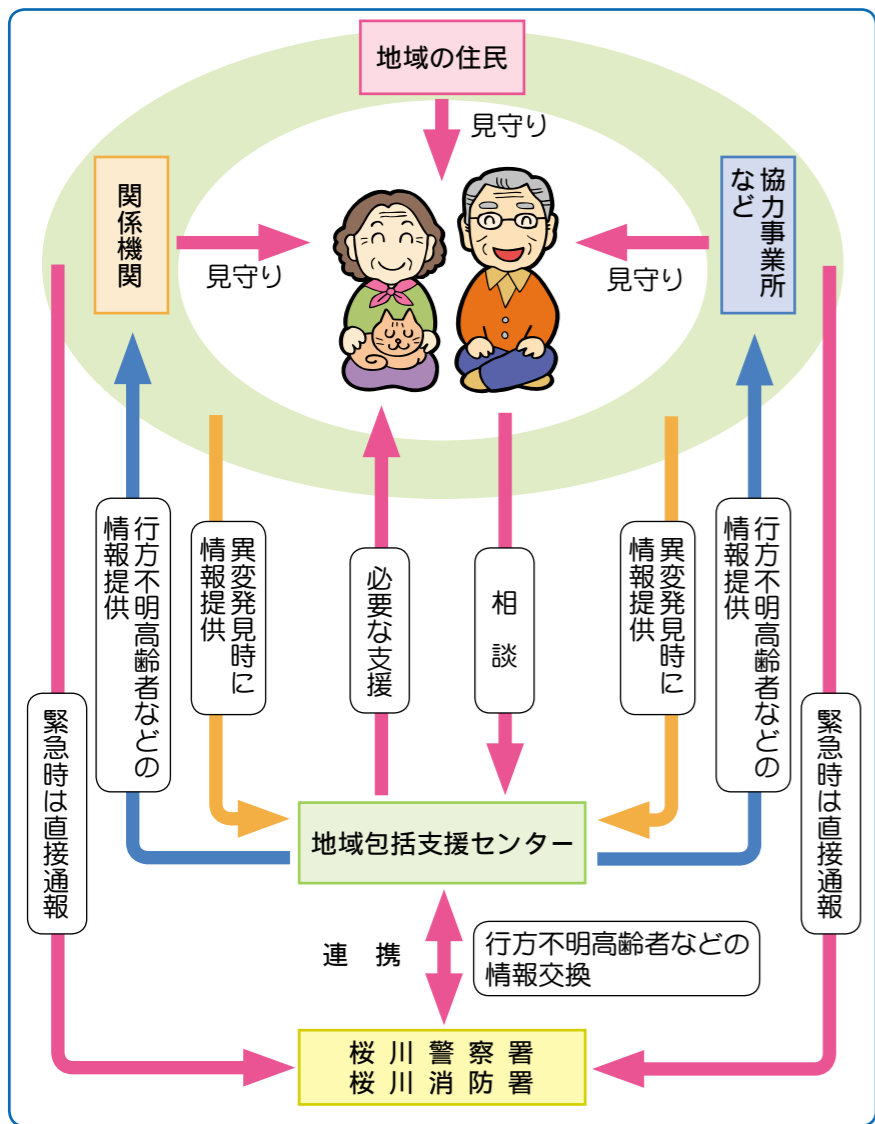 地域の住民
見守り
関係機関
見守り
協力事業所
など
見守り
行方不明高齢者などの
情報提供
異変発見時に
情報提供
必要な支援
相談
異変発見時に
情報提供
行方不明高齢者などの
情報提供
緊急時は直接通報
緊急時は直接通報
地域包括支援センター
連携
行方不明高齢者などの
情報交換
桜川警察署
桜川消防署